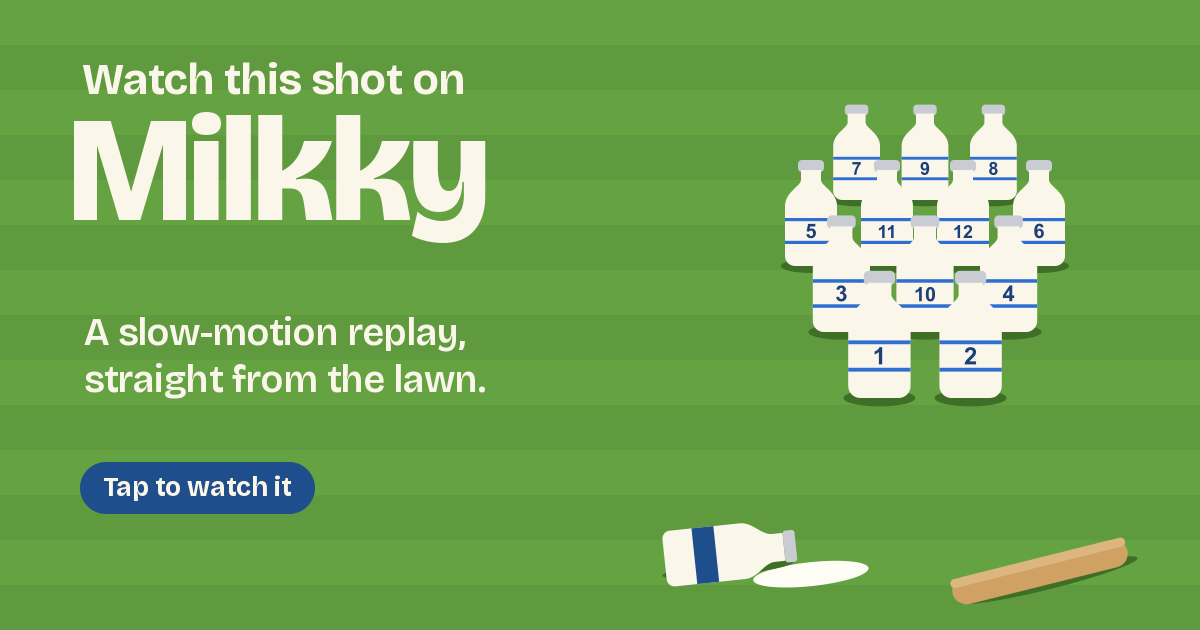 Watch this shot on
Milkky
A slow-motion replay,
straight from the lawn.
Tap to watch it
7 9 8
5 11 12 6
3 10 4
1 2